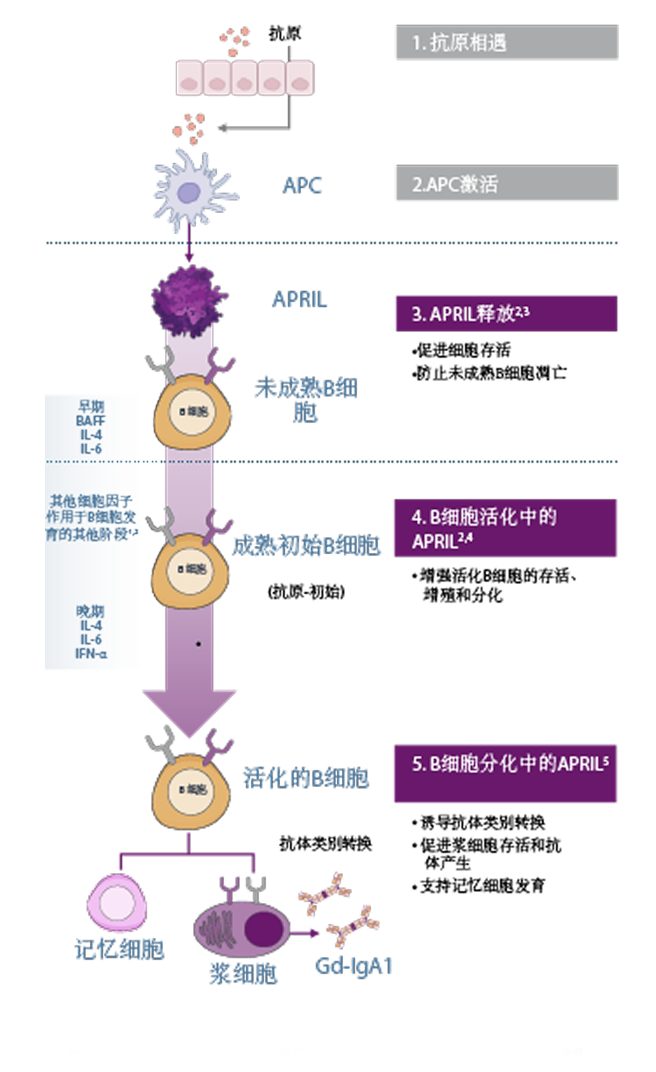 抗原
1. 抗原相遇
APC
2.APC激活
APRIL
3. APRIL释放²,³
•促进细胞存活
•防止未成熟B细胞凋亡
未成熟B细
胞
B 细胞
早期
BAFF
IL-4
IL-6
其他细胞因子
作用于B细胞发
育的其他阶段¹,²
成熟初始B细胞
(抗原-初始)
B 细胞
4. B细胞活化中的
APRIL²,⁴
• 增强活化B细胞的存活、
增殖和分化
晚期
IL-4
IL-6
IFN-α
活化的B细胞
B 细胞
5. B细胞分化中的APRIL⁵
• 诱导抗体类别转换
• 促进浆细胞存活和抗
体产生
• 支持记忆细胞发育
抗体类别转换
记忆细胞
浆细胞
Gd-IgA1